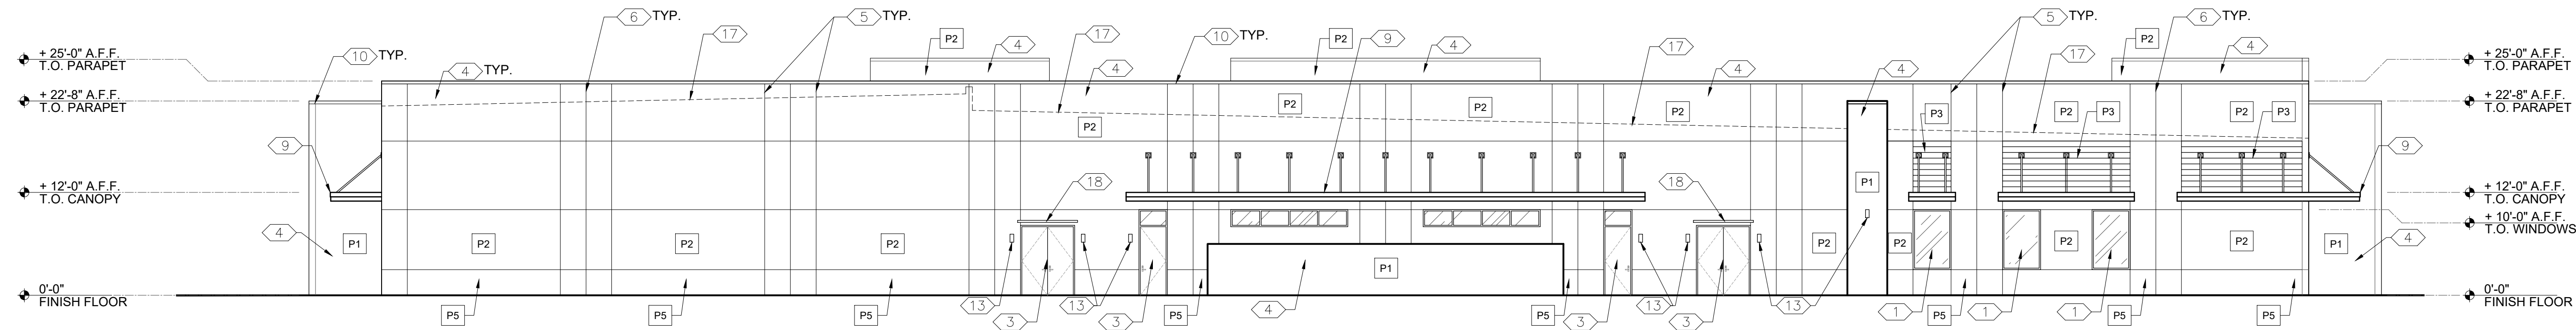 6 TYP.
5 TYP.
5 TYP.
6 TYP.
17
P2
4
17
10 TYP.
P2
9
4
17
P2
4
17
+ 25'-0" A.F.F.
T.O. PARAPET
10 TYP.
4 TYP.
4
4
4
+ 25'-0" A.F.F.
T.O. PARAPET
+ 22'-8" A.F.F.
T.O. PARAPET
P2
P2
P2
P3
P2
P3
P2
P3
+ 22'-8" A.F.F.
T.O. PARAPET
P2
9
9
+ 12'-0" A.F.F.
T.O. CANOPY
18
18
P1
+ 12'-0" A.F.F.
T.O. CANOPY
+ 10'-0" A.F.F.
T.O. WINDOWS
4
P1
P2
P2
P2
P2
P2
P2
P2
P1
4
P1
0'-0"
FINISH FLOOR
0'-0"
FINISH FLOOR
13
13
13
13
4
P5
P5
P5
3
3
P5
P5
3
3
1
P5
1
1
P5
P5